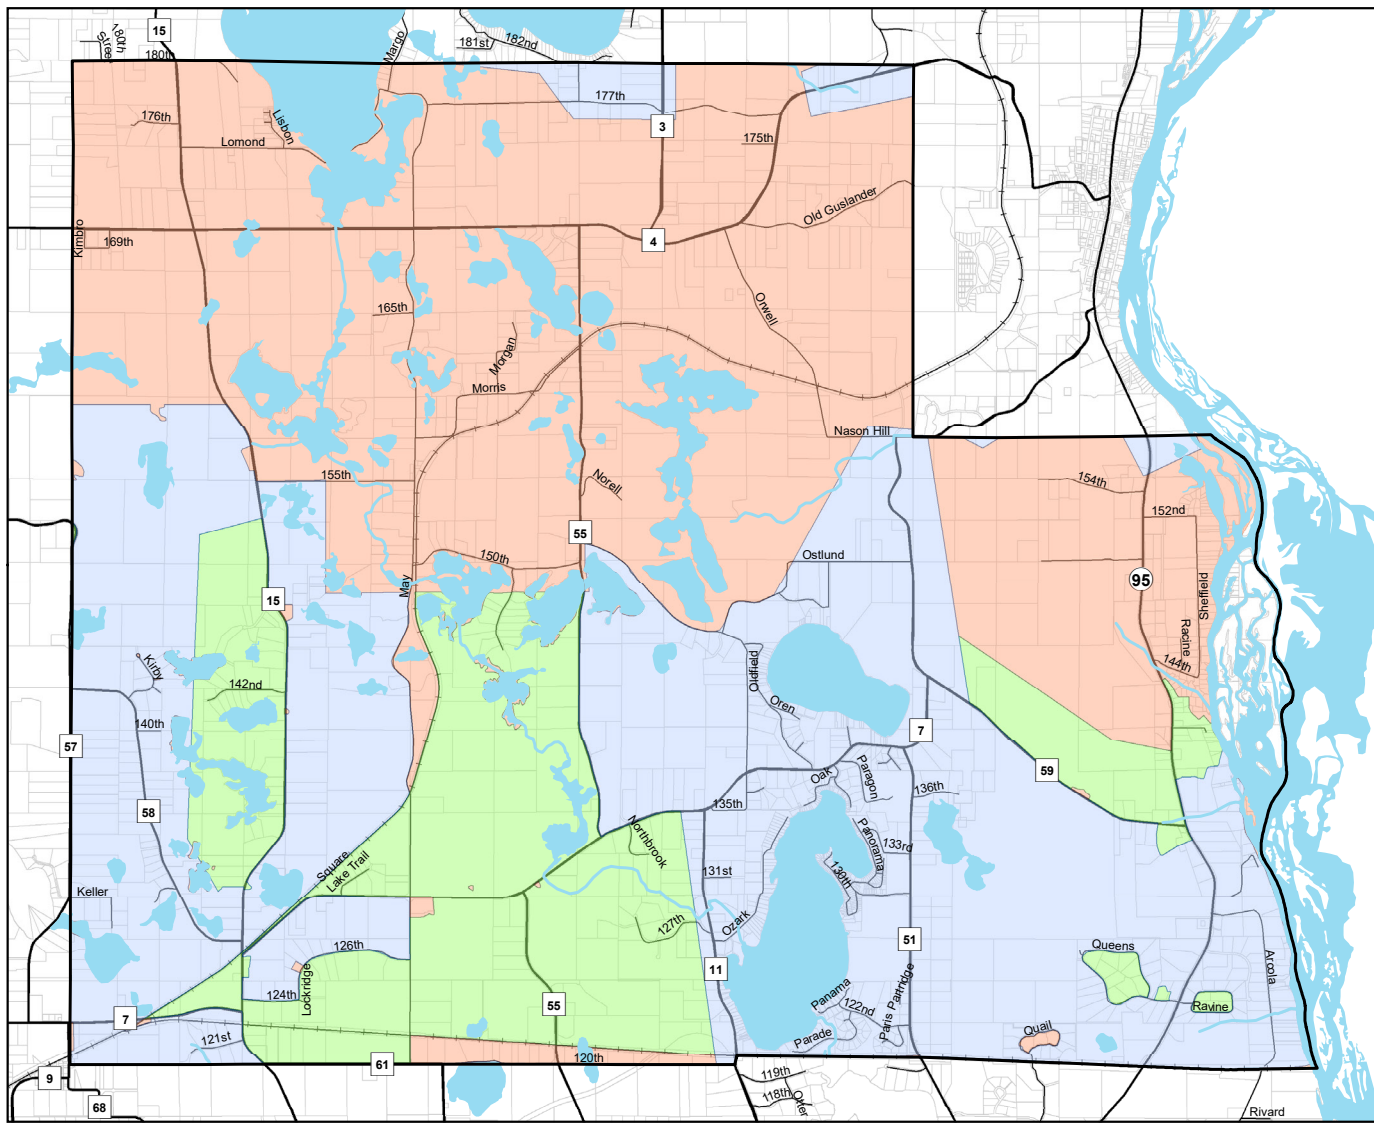 15
180th
Street
180th
Margo
181st
182nd
177th
176th
Lisbon
Lomond
3
175th
Old Guslander
Kimbro
169th
4
165th
Orwell
Morgan
Morris
Nason Hill
155th
Norell
154th
152nd
55
150th
Ostlund
May
95
Sheffield
15
Racine
144th
Kirby
Oldfield
142nd
Oren
140th
57
7
59
Oak
Paragon
136th
58
135th
Northbrook
Panorama
133rd
Square
Lake Trail
131st
130th
Keller
127th
Ozark
126th
51
Queens
Arcola
11
124th
Lockridge
Panama
122nd
Paris Partridge
55
Ravine
7
121st
Parade
Quail
120th
61
9
119th
118th
Otter
68
Rivard